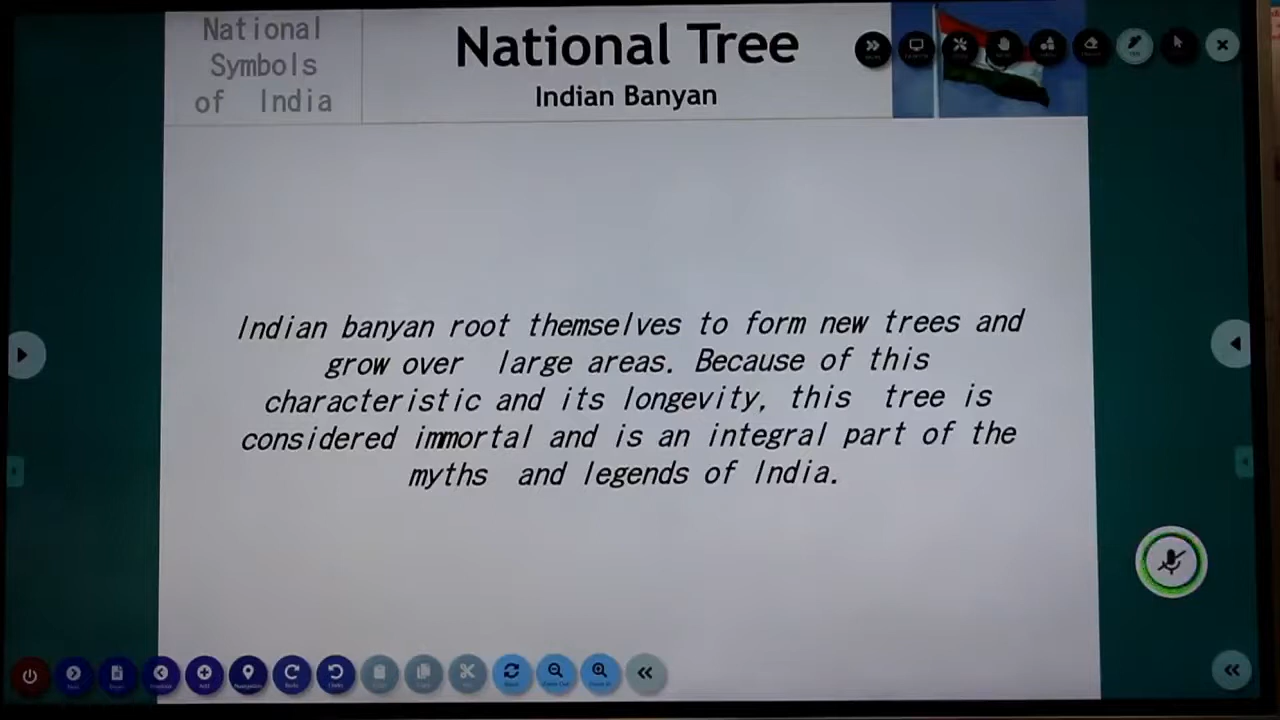 National
Symbols
of India
National Tree
Indian Banyan
Indian banyan root themselves to form new trees and
grow over large areas. Because of this
characteristic and its longevity, this tree is
considered immortal and is an integral part of the
myths and legends of India.